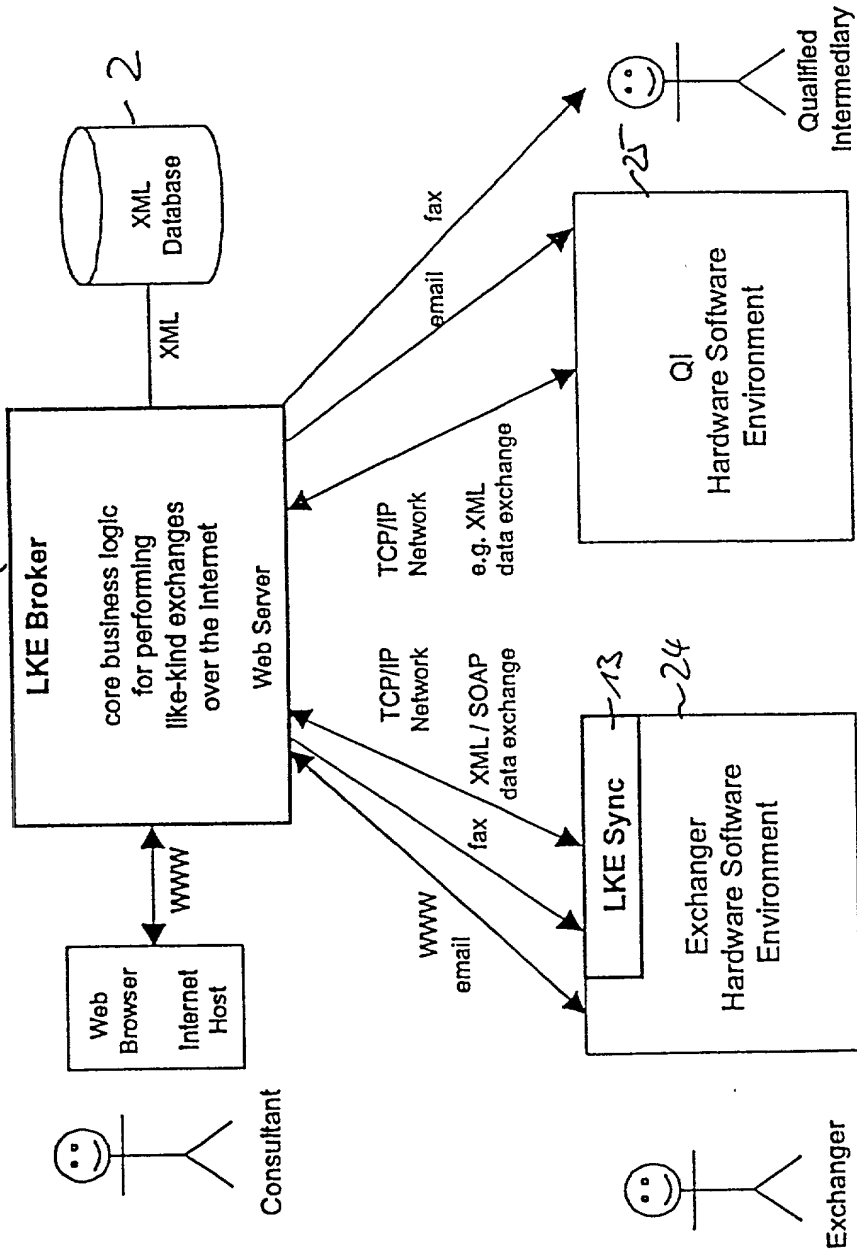 Consultant
Web
Browser
Internet
Host
WWW
LKE Broker
core business logic
for performing
like-kind exchanges
over the Internet
Web Server
XML
XML
Database
2
WWW
email
fax
XML / SOAP
data exchange
TCP/IP
Network
TCP/IP
Network
e.g. XML
data exchange
email
fax
Exchanger
LKE Sync
13
Exchanger
Hardware Software
Environment
24
QI
Hardware Software
Environment
25
Qualified
Intermediary